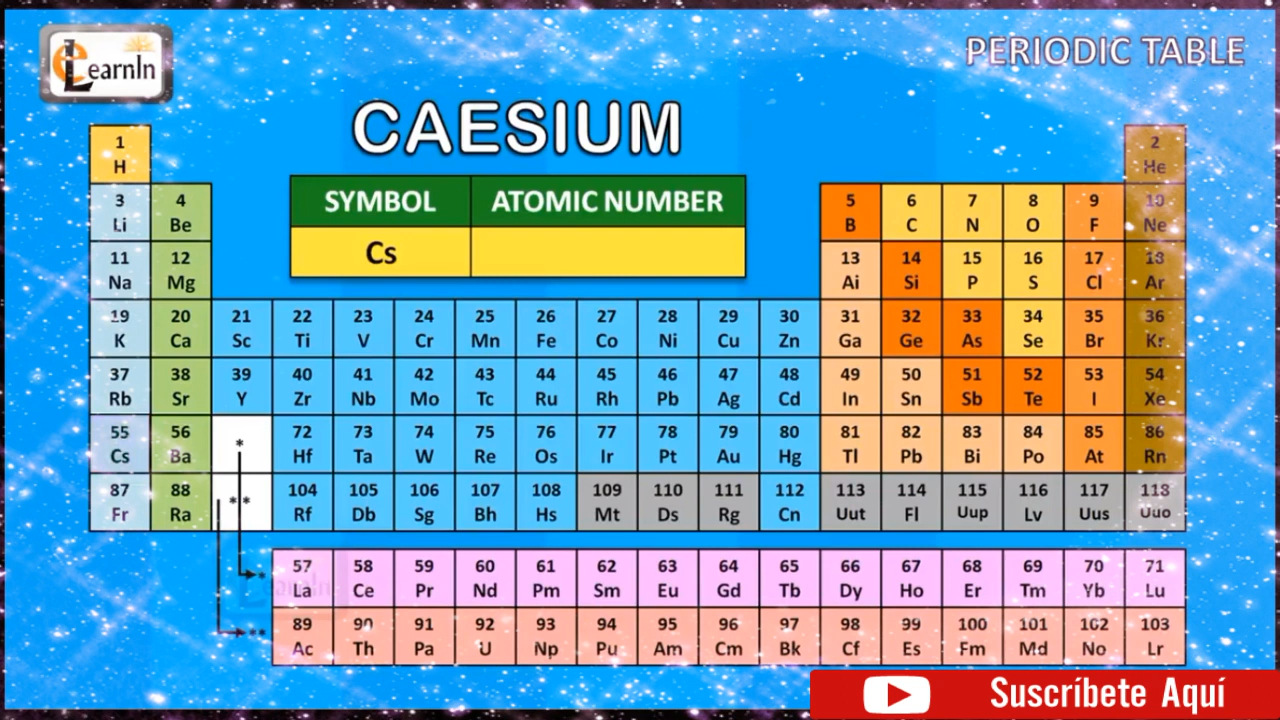 eLearnIn
PERIODIC TABLE
CAESIUM
SYMBOL ATOMIC NUMBER
Cs
1 2
H He
3 4 5 6 7 8 9 10
Li Be B C N O F Ne
11 12 13 14 15 16 17 18
Na Mg Ai Si P S Cl Ar
19 20 21 22 23 24 25 26 27 28 29 30 31 32 33 34 35 36
K Ca Sc Ti V Cr Mn Fe Co Ni Cu Zn Ga Ge As Se Br Kr
37 38 39 40 41 42 43 44 45 46 47 48 49 50 51 52 53 54
Rb Sr Y Zr Nb Mo Tc Ru Rh Pb Ag Cd In Sn Sb Te I Xe
55 56 * 72 73 74 75 76 77 78 79 80 81 82 83 84 85 86
Cs Ba Hf Ta W Re Os Ir Pt Au Hg Tl Pb Bi Po At Rn
87 88 ** 104 105 106 107 108 109 110 111 112 113 114 115 116 117 118
Fr Ra Rf Db Sg Bh Hs Mt Ds Rg Cn Uut Fl Uup Lv Uus Uuo
* 57 58 59 60 61 62 63 64 65 66 67 68 69 70 71
La Ce Pr Nd Pm Sm Eu Gd Tb Dy Ho Er Tm Yb Lu
** 89 90 91 92 93 94 95 96 97 98 99 100 101 102 103
Ac Th Pa U Np Pu Am Cm Bk Cf Es Fm Md No Lr
LearnIn
Suscríbete Aquí